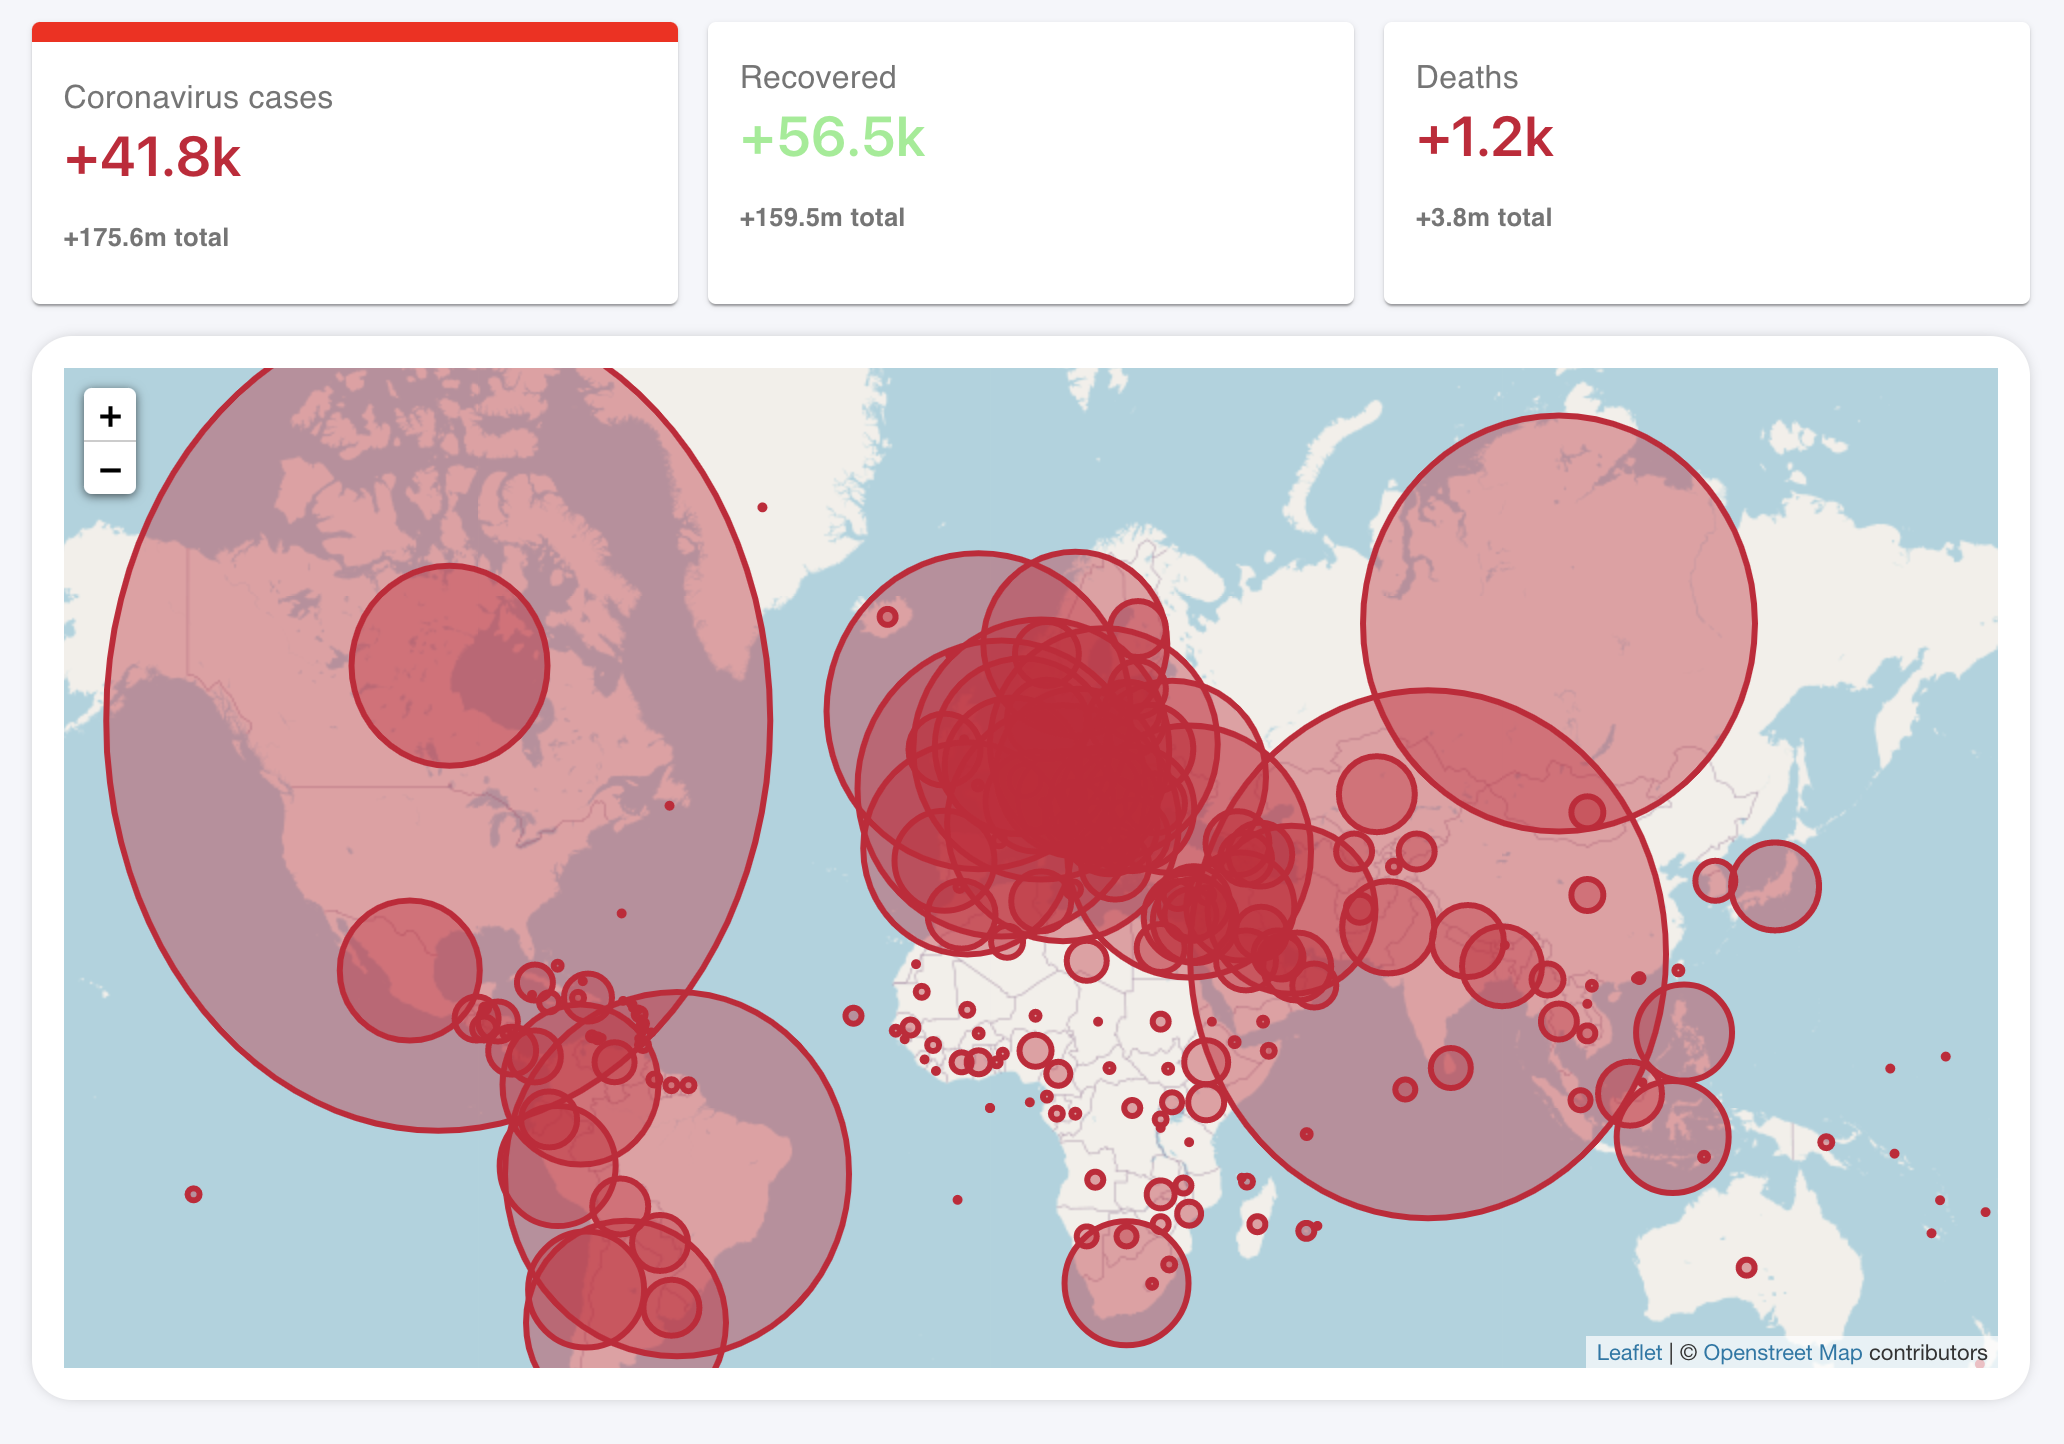 Coronavirus cases
+41.8k
+175.6m total
Recovered
+56.5k
+159.5m total
Deaths
+1.2k
+3.8m total
+
−
Leaflet | © Openstreet Map contributors